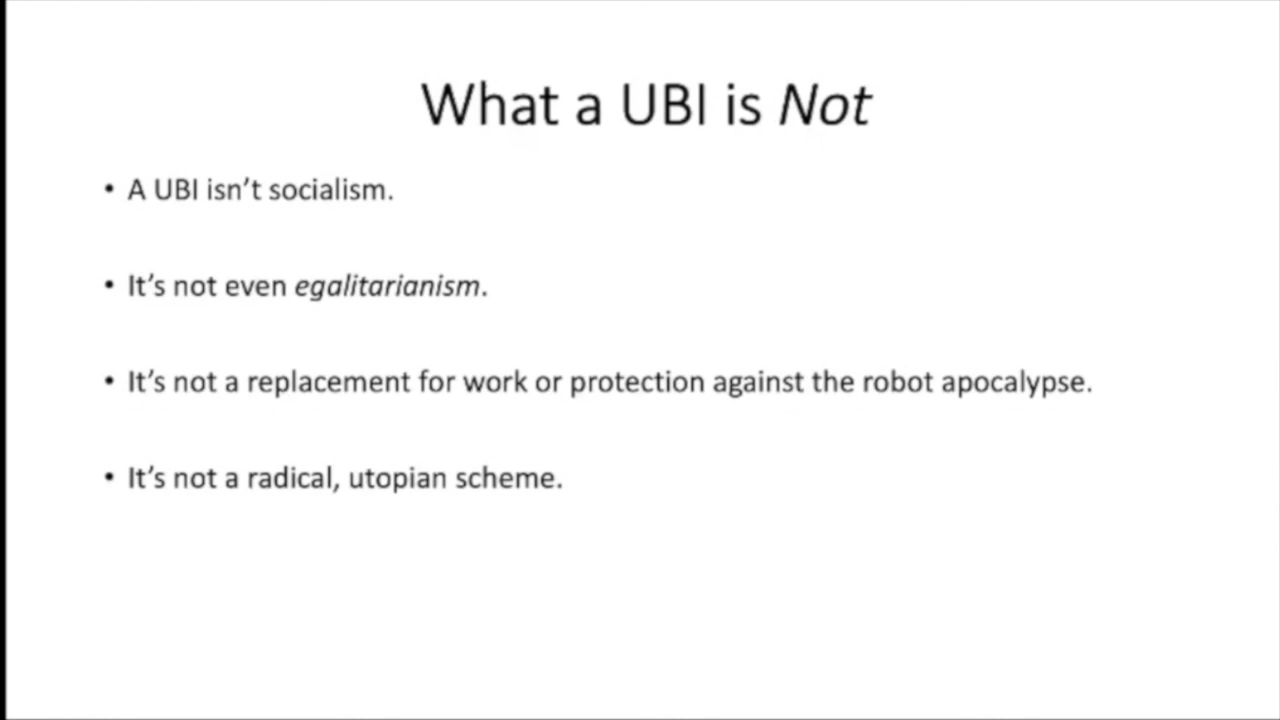 What a UBI is Not
• A UBI isn’t socialism.
• It’s not even egalitarianism.
• It’s not a replacement for work or protection against the robot apocalypse.
• It’s not a radical, utopian scheme.